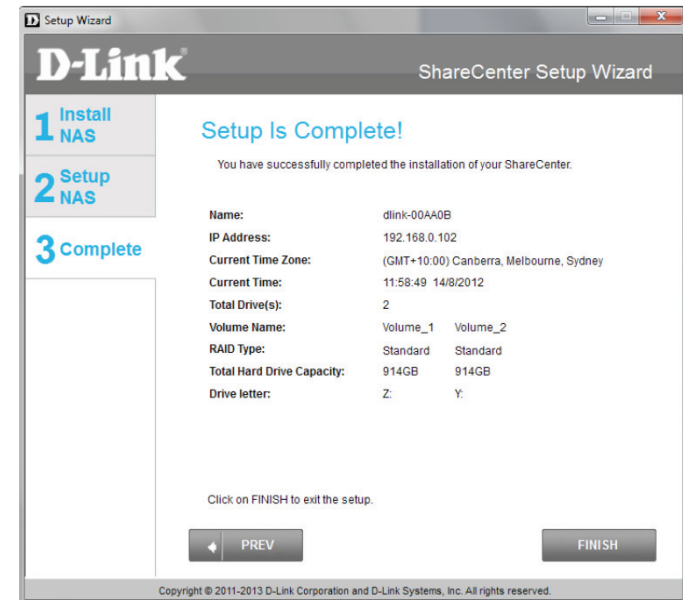 Setup Wizard
D-Link
ShareCenter Setup Wizard
1 Install
NAS
2 Setup
NAS
3 Complete
Setup Is Complete!
You have successfully completed the installation of your ShareCenter.
Name: dlink-00AA0B
IP Address: 192.168.0.102
Current Time Zone: (GMT+10:00) Canberra, Melbourne, Sydney
Current Time: 11:58:49 14/8/2012
Total Drive(s): 2
Volume Name: Volume_1 Volume_2
RAID Type: Standard Standard
Total Hard Drive Capacity: 914GB 914GB
Drive letter: Z: Y:
Click on FINISH to exit the setup.
PREV
FINISH
Copyright © 2011-2013 D-Link Corporation and D-Link Systems, Inc. All rights reserved.